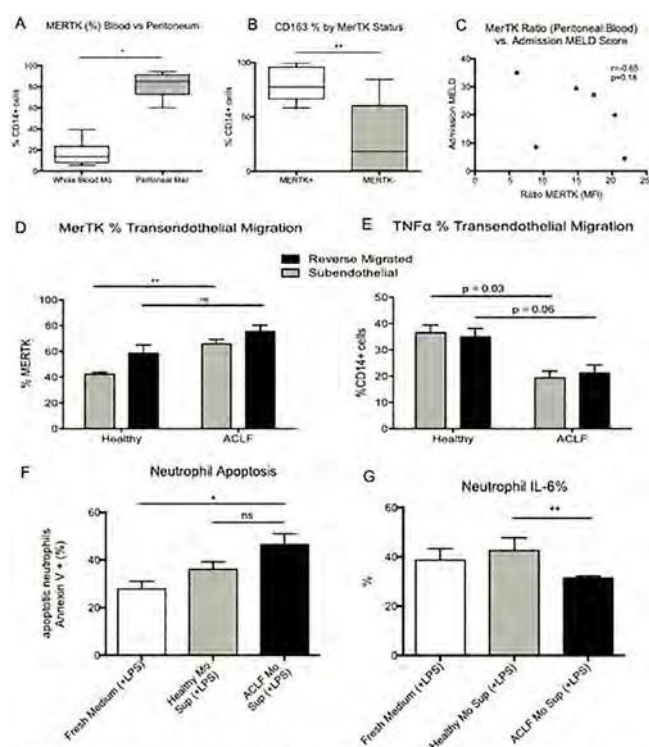 A
MERTK (%) Blood vs Peritoneum
*
% CD14+ cells
100
80
60
40
20
0
Whole Blood Mo
Peritoneal Mac
B
CD163 % by MerTK Status
**
% CD14+ cells
100
80
60
40
20
0
MERTK+
MERTK-
C
MerTK Ratio (Peritoneal:Blood)
vs. Admission MELD Score
r=-0.65
p=0.18
Admission MELD
40
30
20
10
0
0 5 10 15 20 25
Ratio MERTK (MFI)
D
MerTK % Transendothelial Migration
Reverse Migrated
Subendothelial
**
ns
% MERTK
80
60
40
20
0
Healthy
ACLF
E
TNFα % Transendothelial Migration
p = 0.03
p = 0.06
%CD14+ cells
40
30
20
10
0
Healthy
ACLF
F
Neutrophil Apoptosis
*
ns
apoptotic neutrophils
Annexin V + (%)
60
40
20
0
Fresh Medium (+LPS)
Healthy Mo
Sup (+LPS)
ACLF Mo
Sup (+LPS)
G
Neutrophil IL-6%
**
%
60
40
20
0
Fresh Medium (+LPS)
Healthy Mo Sup (+LPS)
ACLF Mo Sup (+LPS)